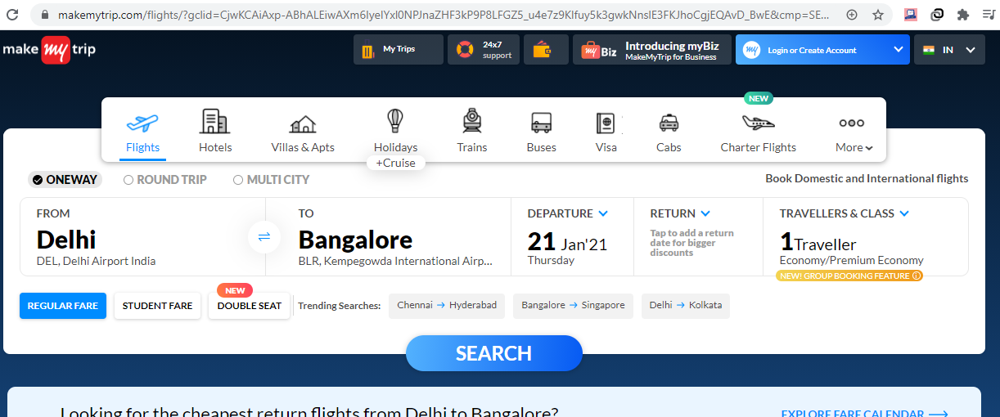 makemytrip.com/flights/?gclid=CjwKCAiAxp-ABhALEiwAXm6IyelYxl0NPJnaZHF3kP9P8LFGZ5_u4e7z9Klfuy5k3gwkNnslE3FKJhoCgjEQAvD_BwE&cmp=SE...
make my trip
My Trips
24x7
support
my Biz
Introducing myBiz
MakeMyTrip for Business
my
Login or Create Account
IN
NEW
Flights
Hotels
Villas & Apts
Holidays
+Cruise
Trains
Buses
Visa
Cabs
Charter Flights
More
ONEWAY
ROUND TRIP
MULTI CITY
Book Domestic and International flights
FROM
Delhi
DEL, Delhi Airport India
TO
Bangalore
BLR, Kempegowda International Airp...
DEPARTURE
21 Jan'21
Thursday
RETURN
Tap to add a return
date for bigger
discounts
TRAVELLERS & CLASS
1Traveller
Economy/Premium Economy
NEW! GROUP BOOKING FEATURE
REGULAR FARE
STUDENT FARE
NEW
DOUBLE SEAT
Trending Searches:
Chennai → Hyderabad
Bangalore → Singapore
Delhi → Kolkata
SEARCH
Looking for the cheapest return flights from Delhi to Bangalore?
EXPLORE FARE CALENDAR